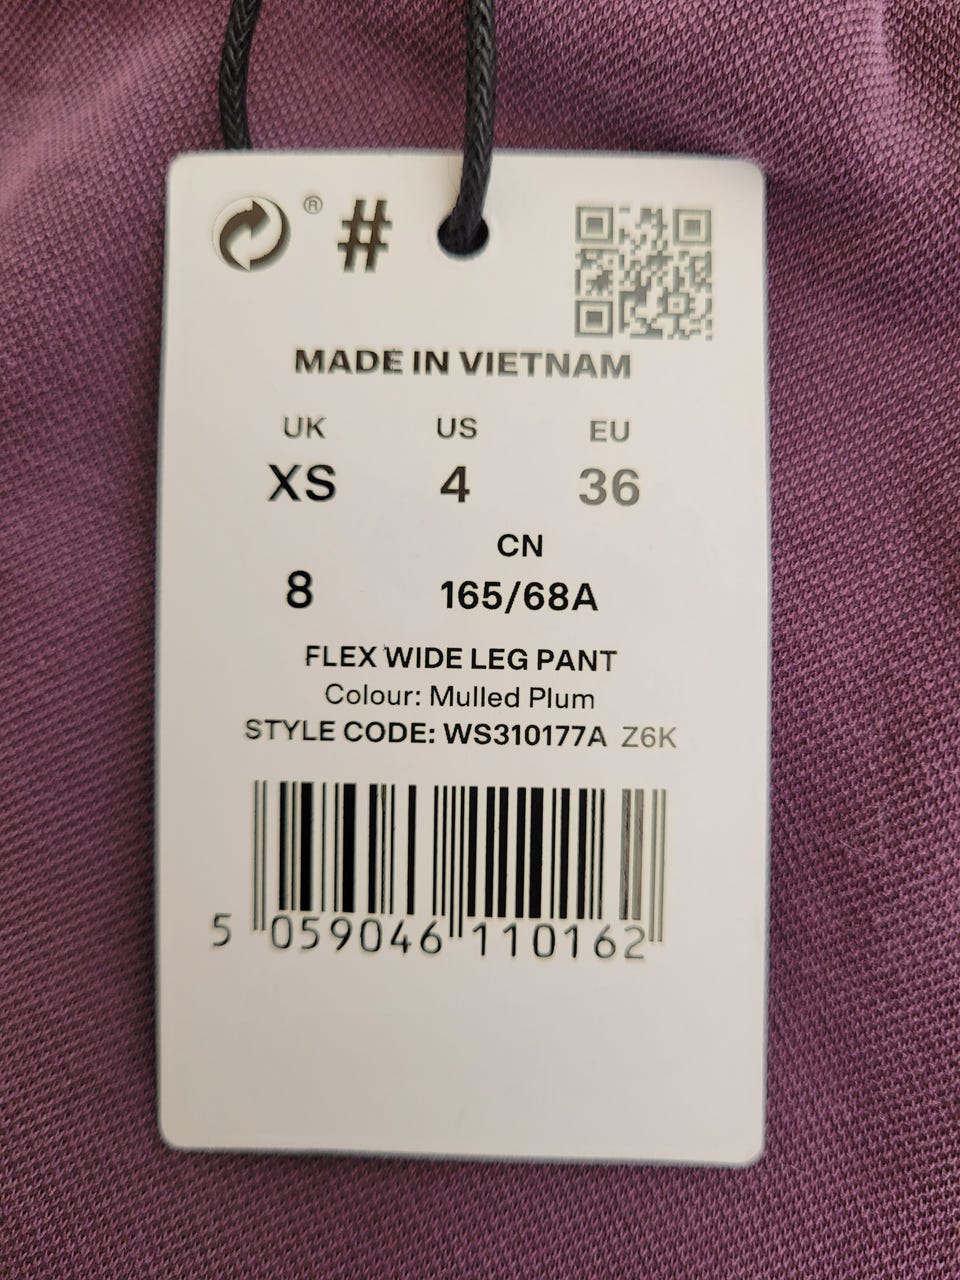 ® #
MADE IN VIETNAM
UK US EU
XS 4 36
CN
8 165/68A
FLEX WIDE LEG PANT
Colour: Mulled Plum
STYLE CODE: WS310177A Z6K
5 059046 110162